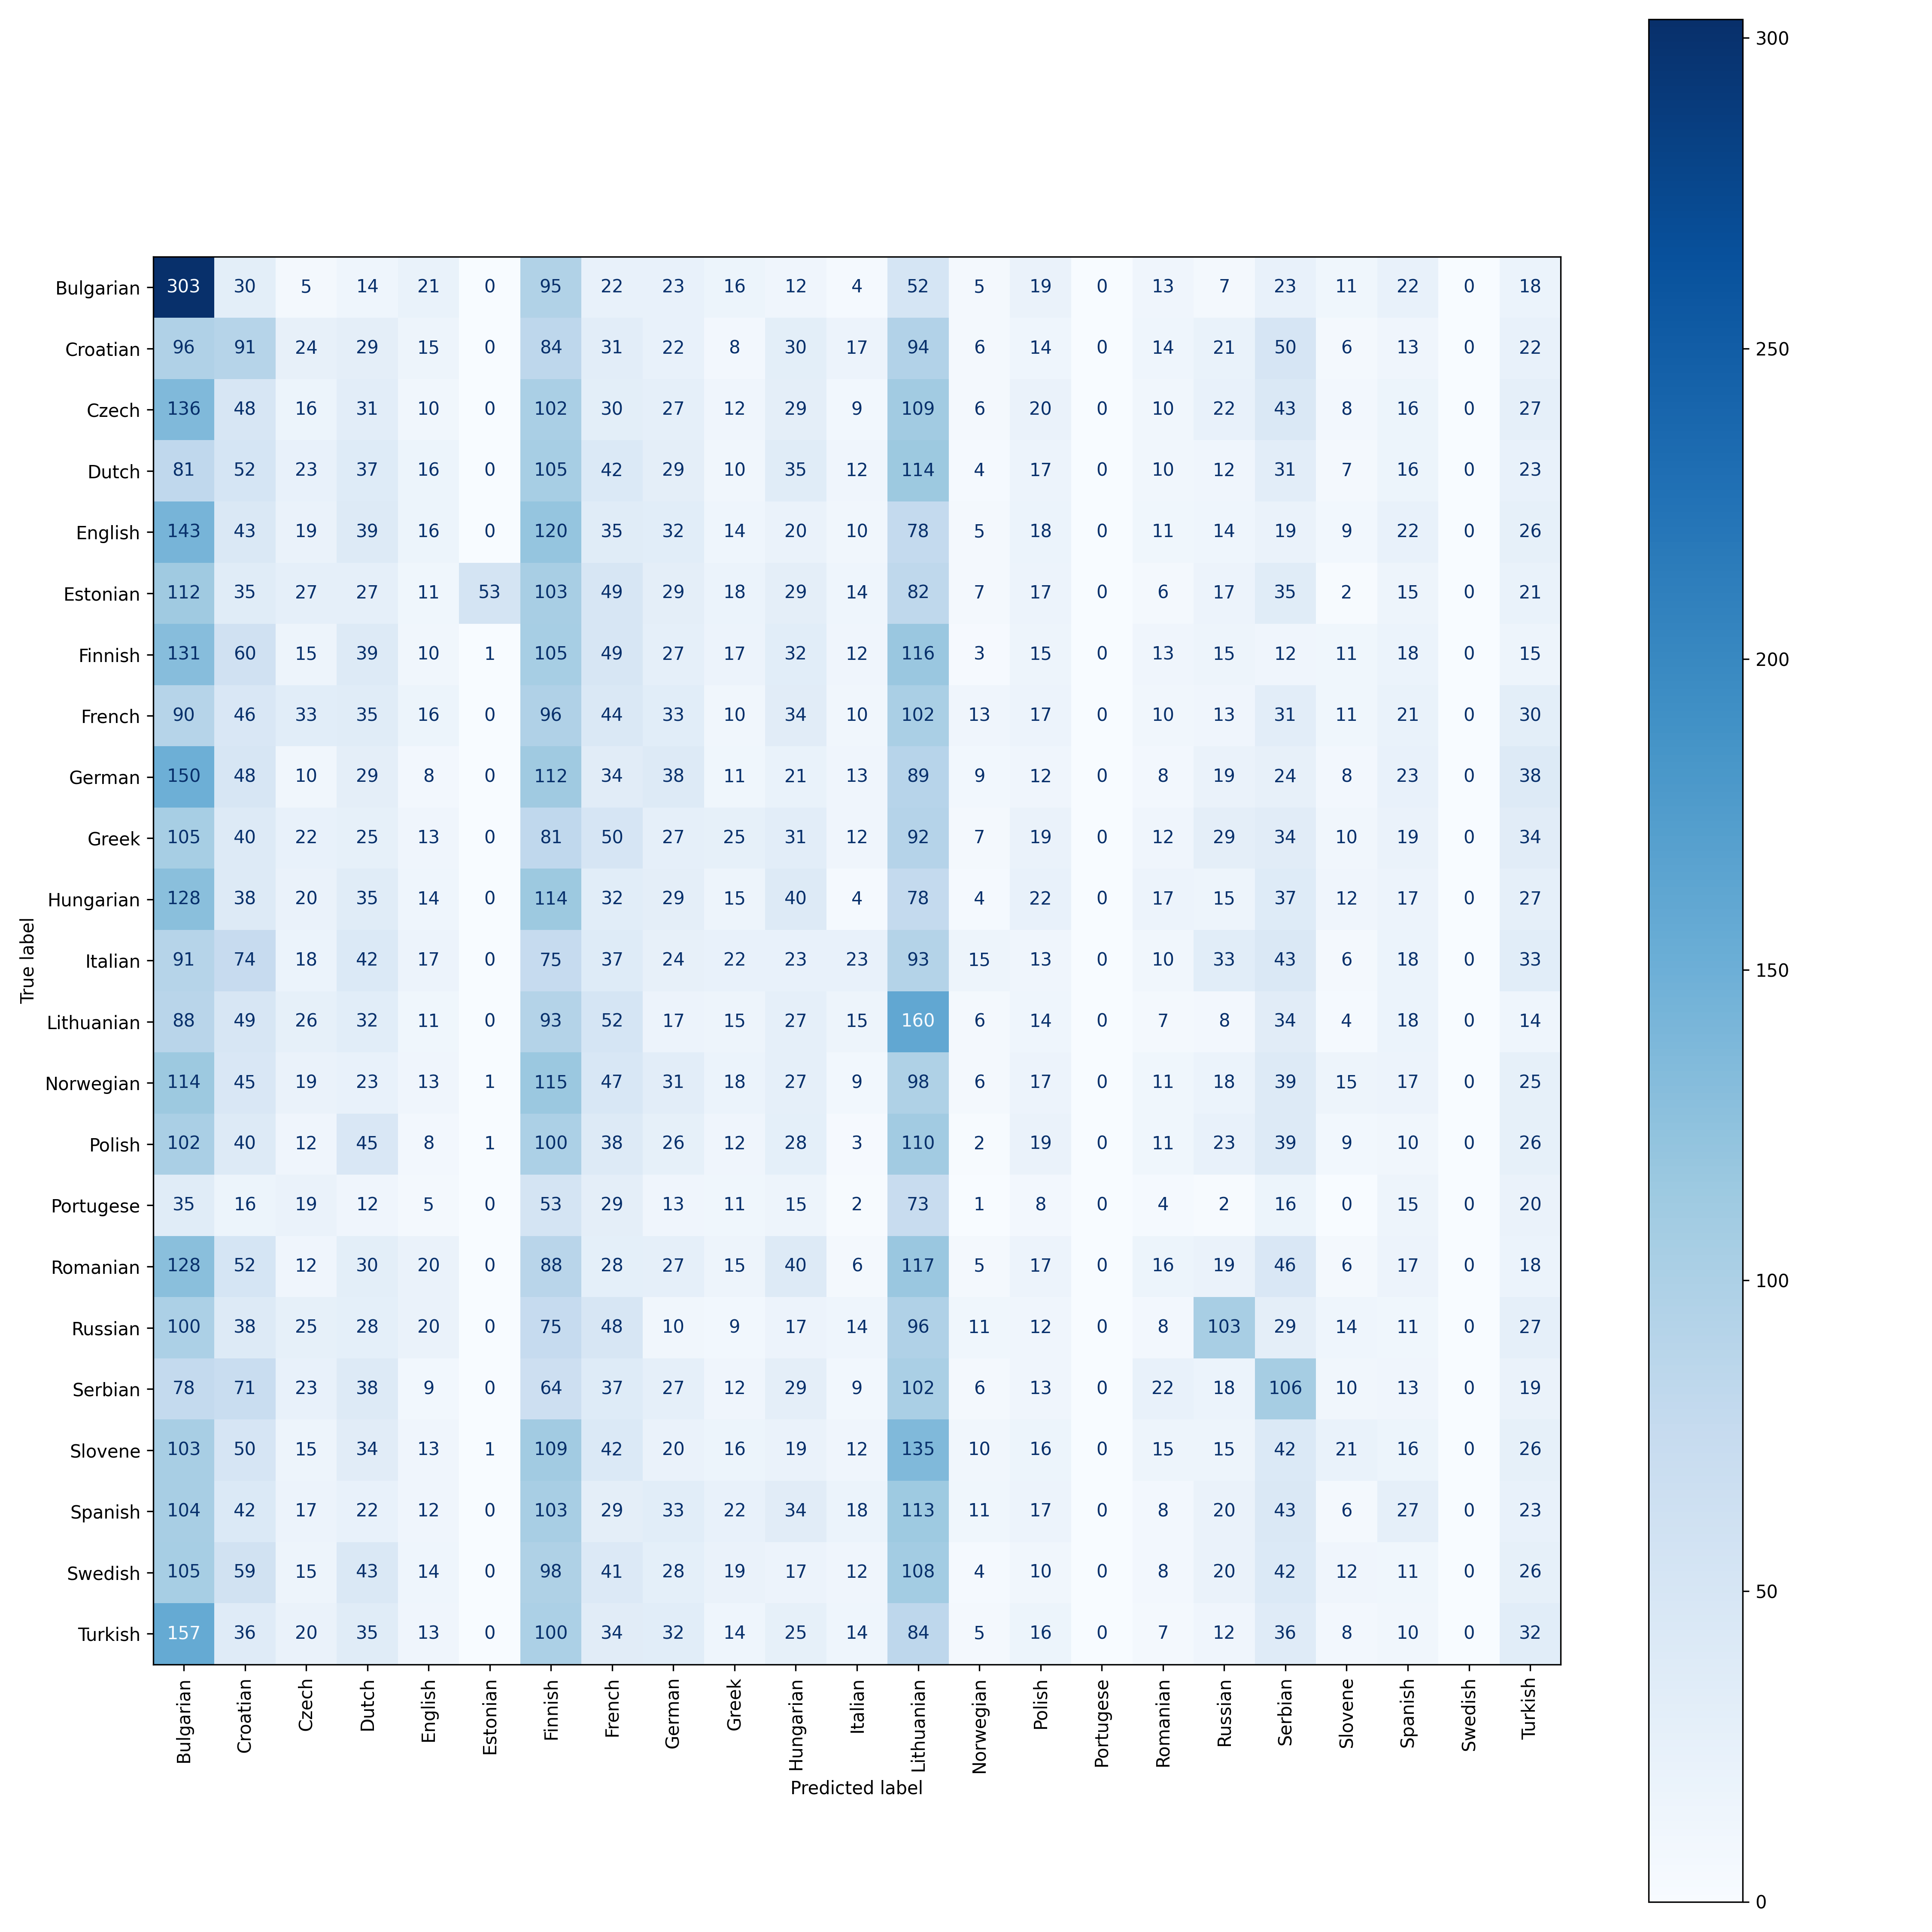 300
Bulgarian 303 30 5 14 21 0 95 22 23 16 12 4 52 5 19 0 13 7 23 11 22 0 18
Croatian 96 91 24 29 15 0 84 31 22 8 30 17 94 6 14 0 14 21 50 6 13 0 22
250
Czech 136 48 16 31 10 0 102 30 27 12 29 9 109 6 20 0 10 22 43 8 16 0 27
Dutch 81 52 23 37 16 0 105 42 29 10 35 12 114 4 17 0 10 12 31 7 16 0 23
English 143 43 19 39 16 0 120 35 32 14 20 10 78 5 18 0 11 14 19 9 22 0 26
Estonian 112 35 27 27 11 53 103 49 29 18 29 14 82 7 17 0 6 17 35 2 15 0 21
Finnish 131 60 15 39 10 1 105 49 27 17 32 12 116 3 15 0 13 15 12 11 18 0 15
200
French 90 46 33 35 16 0 96 44 33 10 34 10 102 13 17 0 10 13 31 11 21 0 30
German 150 48 10 29 8 0 112 34 38 11 21 13 89 9 12 0 8 19 24 8 23 0 38
Greek 105 40 22 25 13 0 81 50 27 25 31 12 92 7 19 0 12 29 34 10 19 0 34
Hungarian 128 38 20 35 14 0 114 32 29 15 40 4 78 4 22 0 17 15 37 12 17 0 27
True label
Italian 91 74 18 42 17 0 75 37 24 22 23 23 93 15 13 0 10 33 43 6 18 0 33
150
Lithuanian 88 49 26 32 11 0 93 52 17 15 27 15 160 6 14 0 7 8 34 4 18 0 14
Norwegian 114 45 19 23 13 1 115 47 31 18 27 9 98 6 17 0 11 18 39 15 17 0 25
Polish 102 40 12 45 8 1 100 38 26 12 28 3 110 2 19 0 11 23 39 9 10 0 26
Portugese 35 16 19 12 5 0 53 29 13 11 15 2 73 1 8 0 4 2 16 0 15 0 20
Romanian 128 52 12 30 20 0 88 28 27 15 40 6 117 5 17 0 16 19 46 6 17 0 18
100
Russian 100 38 25 28 20 0 75 48 10 9 17 14 96 11 12 0 8 103 29 14 11 0 27
Serbian 78 71 23 38 9 0 64 37 27 12 29 9 102 6 13 0 22 18 106 10 13 0 19
Slovene 103 50 15 34 13 1 109 42 20 16 19 12 135 10 16 0 15 15 42 21 16 0 26
Spanish 104 42 17 22 12 0 103 29 33 22 34 18 113 11 17 0 8 20 43 6 27 0 23
Swedish 105 59 15 43 14 0 98 41 28 19 17 12 108 4 10 0 8 20 42 12 11 0 26
50
Turkish 157 36 20 35 13 0 100 34 32 14 25 14 84 5 16 0 7 12 36 8 10 0 32
Bulgarian
Croatian
Czech
Dutch
English
Estonian
Finnish
French
German
Greek
Hungarian
Italian
Lithuanian
Norwegian
Polish
Portugese
Romanian
Russian
Serbian
Slovene
Spanish
Swedish
Turkish
Predicted label
0